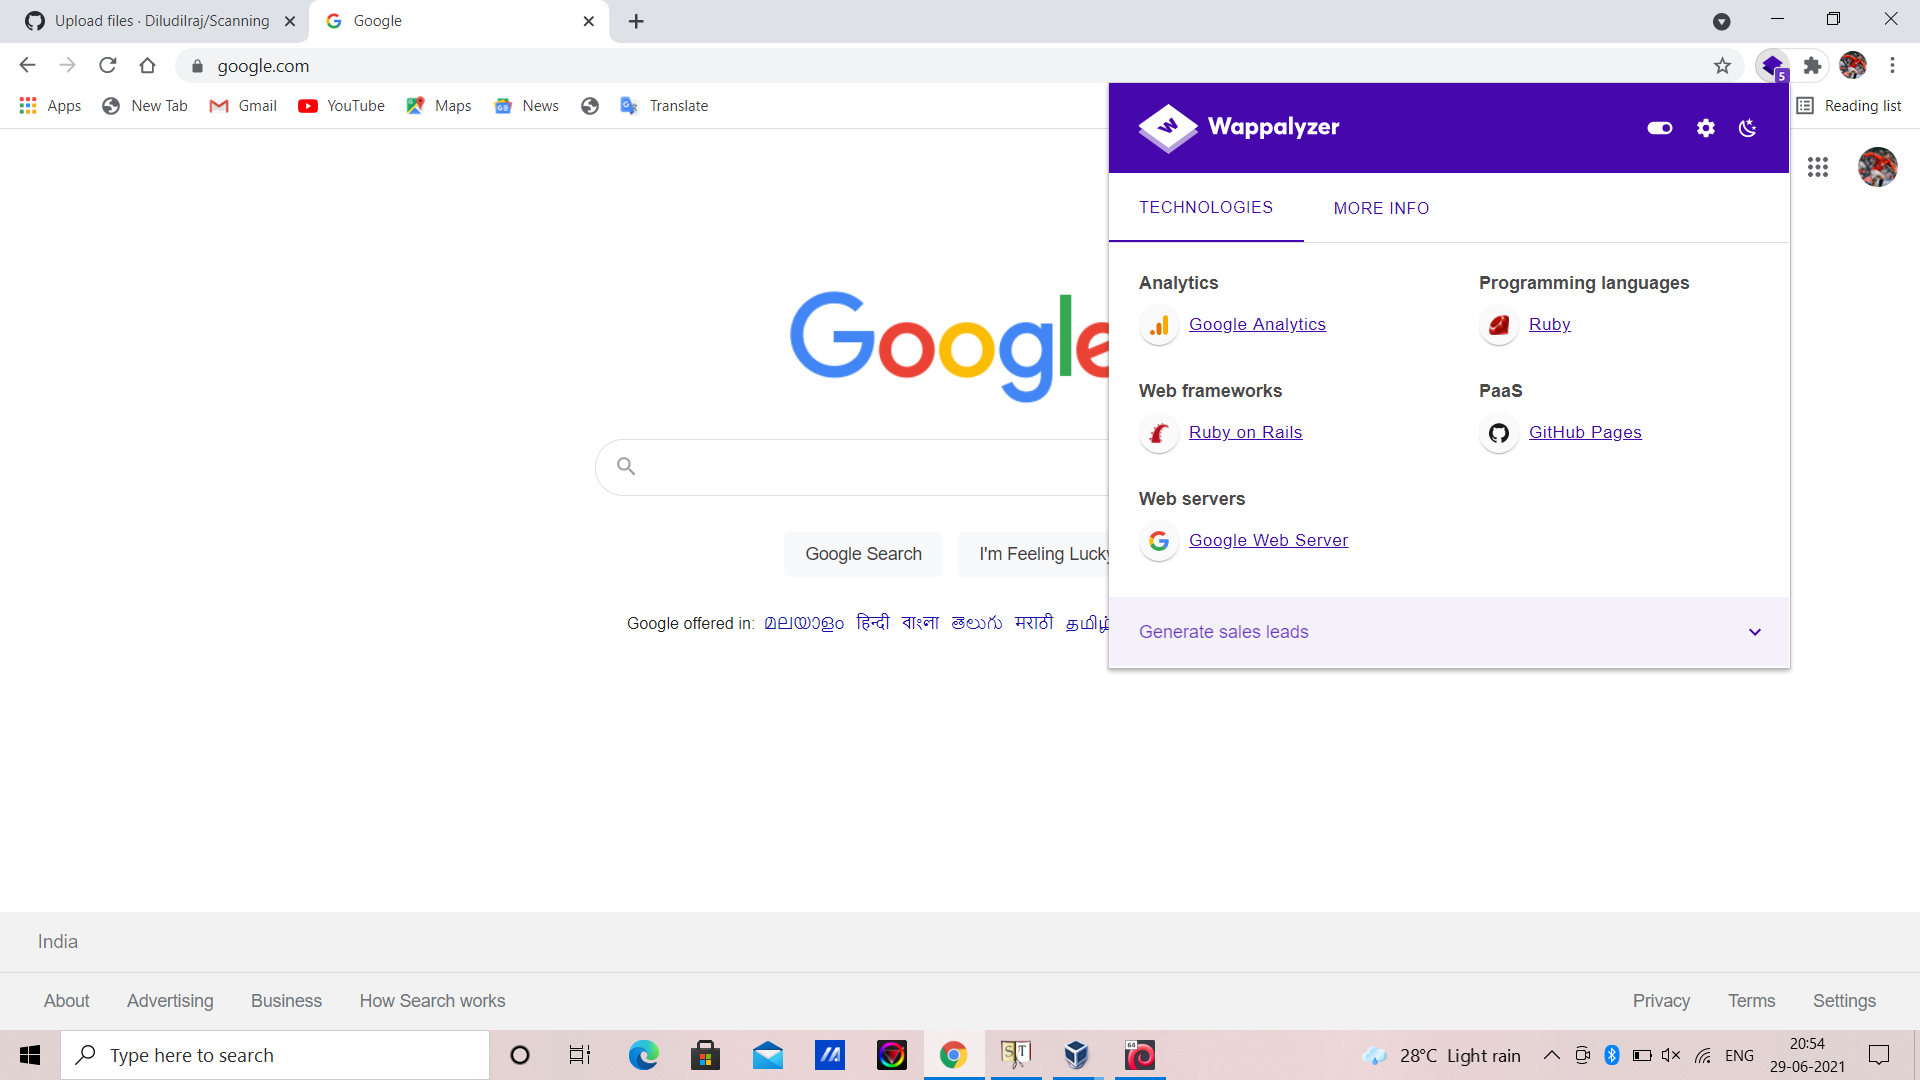 Upload files · Diludilraj/Scanning
Google
google.com
5
Apps
New Tab
Gmail
YouTube
Maps
News
Translate
Reading list
Wappalyzer
TECHNOLOGIES
MORE INFO
Analytics
Programming languages
Google Analytics
Ruby
Web frameworks
PaaS
Ruby on Rails
GitHub Pages
Web servers
Google Web Server
Generate sales leads
Google
Google Search
I'm Feeling Lucky
Google offered in: മലയാളം हिन्दी বাংলা తెలుగు मराठी தமிழ்
India
About
Advertising
Business
How Search works
Privacy
Terms
Settings
Type here to search
ST
64
28°C Light rain
ENG
20:54
29-06-2021